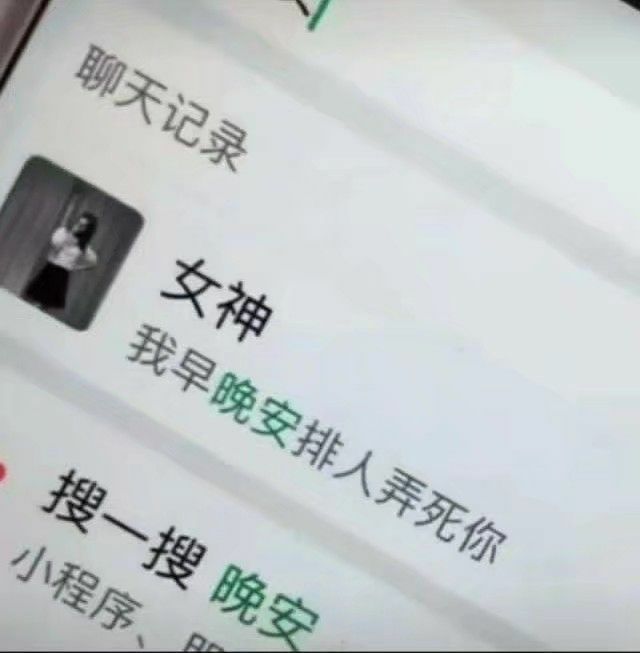 聊天记录
女神
我早晚安排人弄死你
搜一搜 晚安
小程序、